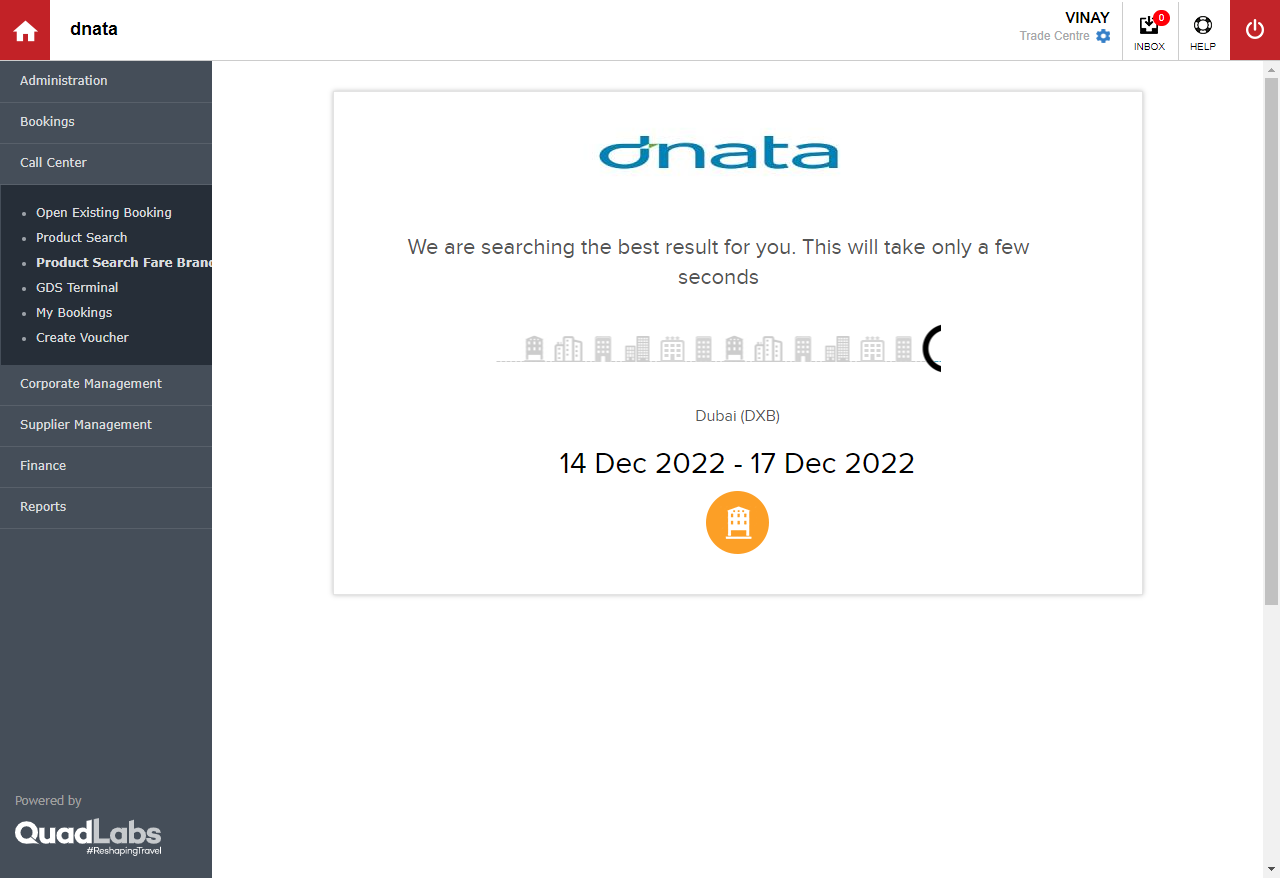 dnata
VINAY
Trade Centre
0
INBOX
HELP
Administration
Bookings
Call Center
Open Existing Booking
Product Search
Product Search Fare Brand
GDS Terminal
My Bookings
Create Voucher
Corporate Management
Supplier Management
Finance
Reports
Powered by
QuadLabs
#ReshapingTravel
dnata
We are searching the best result for you. This will take only a few
seconds
Dubai (DXB)
14 Dec 2022 - 17 Dec 2022